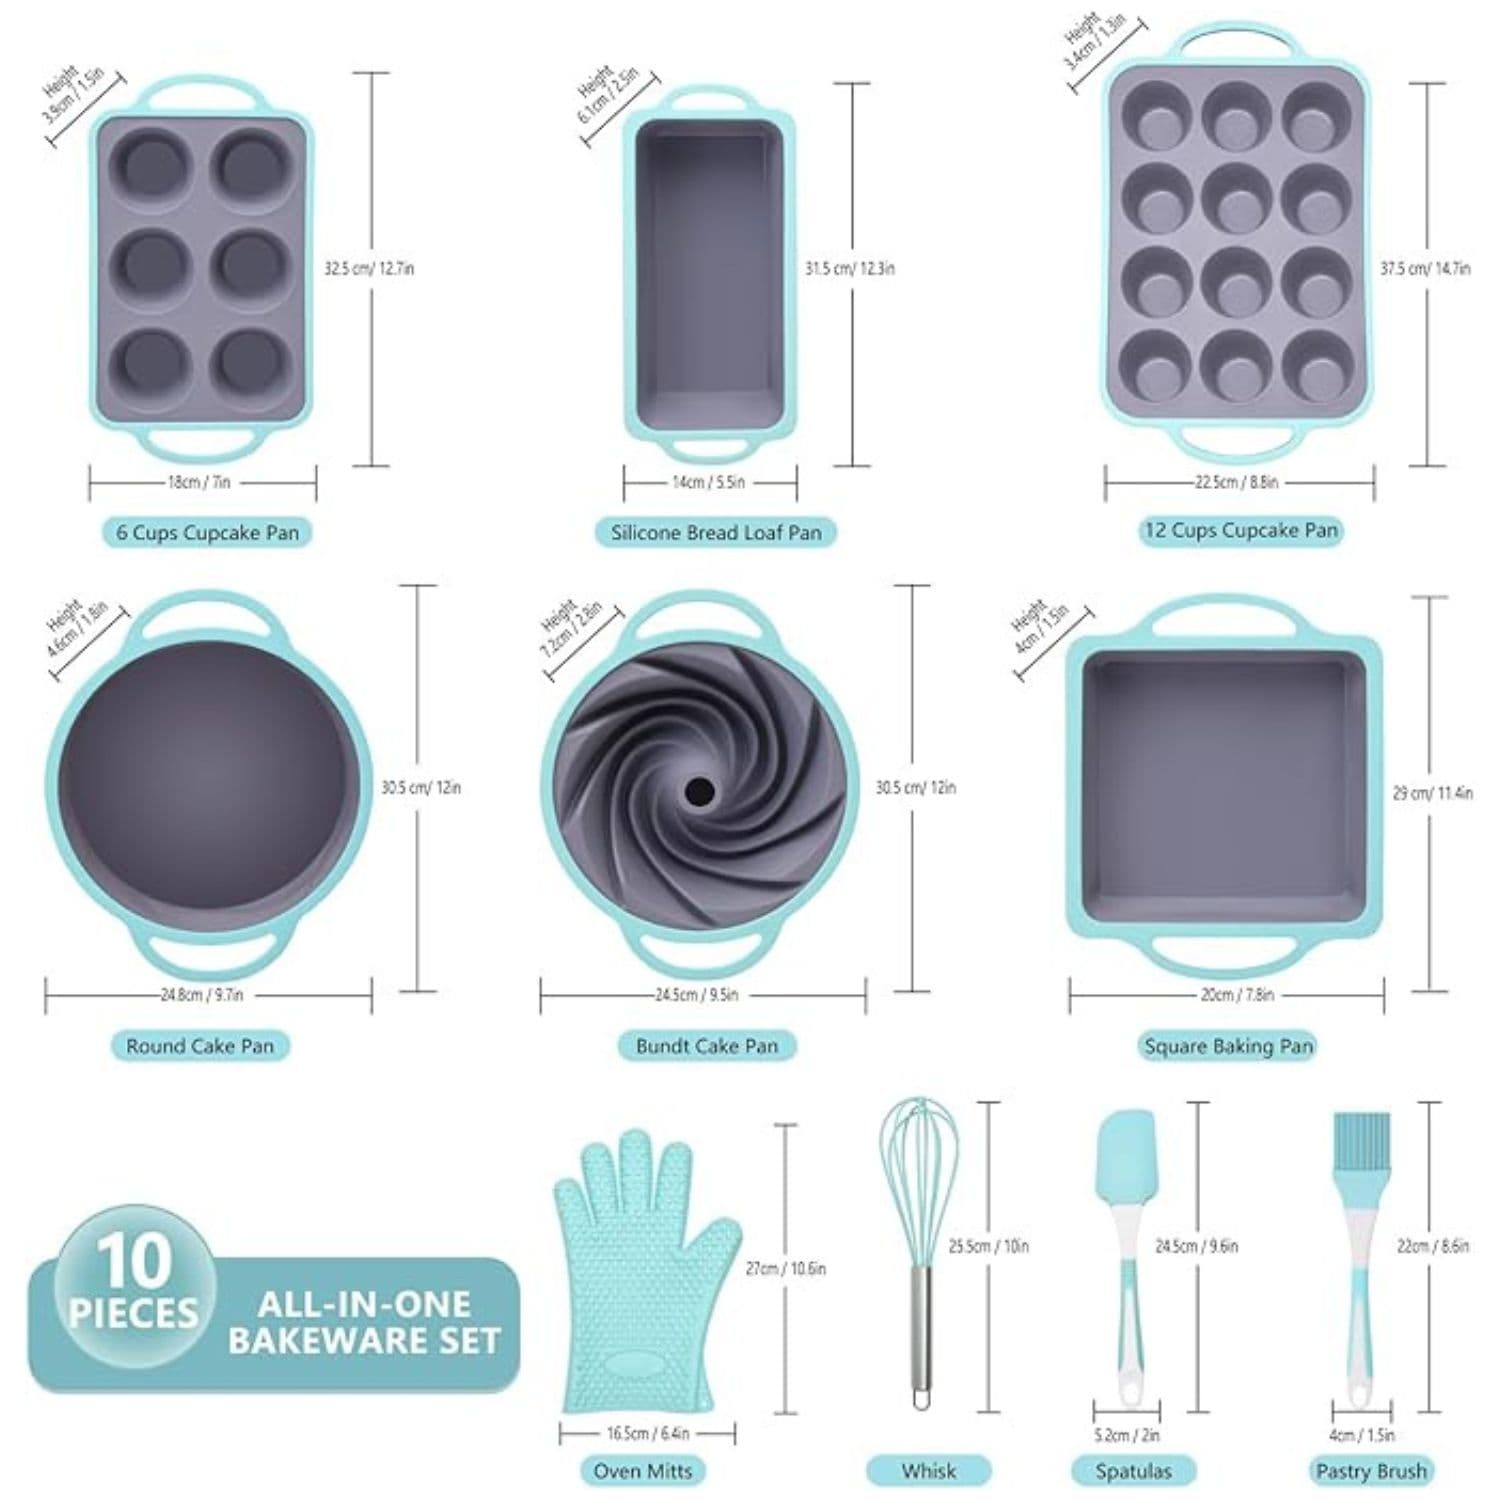 Height
3.9cm / 1.5in
32.5 cm/ 12.7in
18cm / 7in
6 Cups Cupcake Pan
Height
6.1cm / 2.5in
31.5 cm/ 12.3in
14cm / 5.5in
Silicone Bread Loaf Pan
Height
3.4cm / 1.3in
37.5 cm/ 14.7in
22.5cm / 8.8in
12 Cups Cupcake Pan
Height
4.6cm / 1.8in
30.5 cm/ 12in
24.8cm / 9.7in
Round Cake Pan
Height
7.2cm / 2.8in
30.5 cm/ 12in
24.5cm / 9.5in
Bundt Cake Pan
Height
4cm / 1.5in
29 cm/ 11.4in
20cm / 7.8in
Square Baking Pan
10
PIECES
ALL-IN-ONE
BAKEWARE SET
27cm / 10.6in
16.5cm / 6.4in
Oven Mitts
25.5cm / 10in
Whisk
24.5cm / 9.6in
5.2cm / 2in
Spatulas
22cm / 8.6in
4cm / 1.5in
Pastry Brush